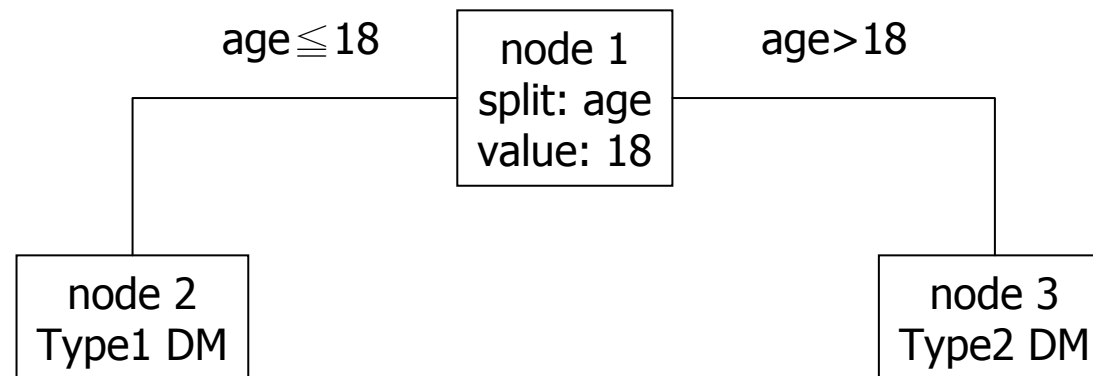 age≦18
node 1
split: age
value: 18
age>18
node 2
Type1 DM
node 3
Type2 DM